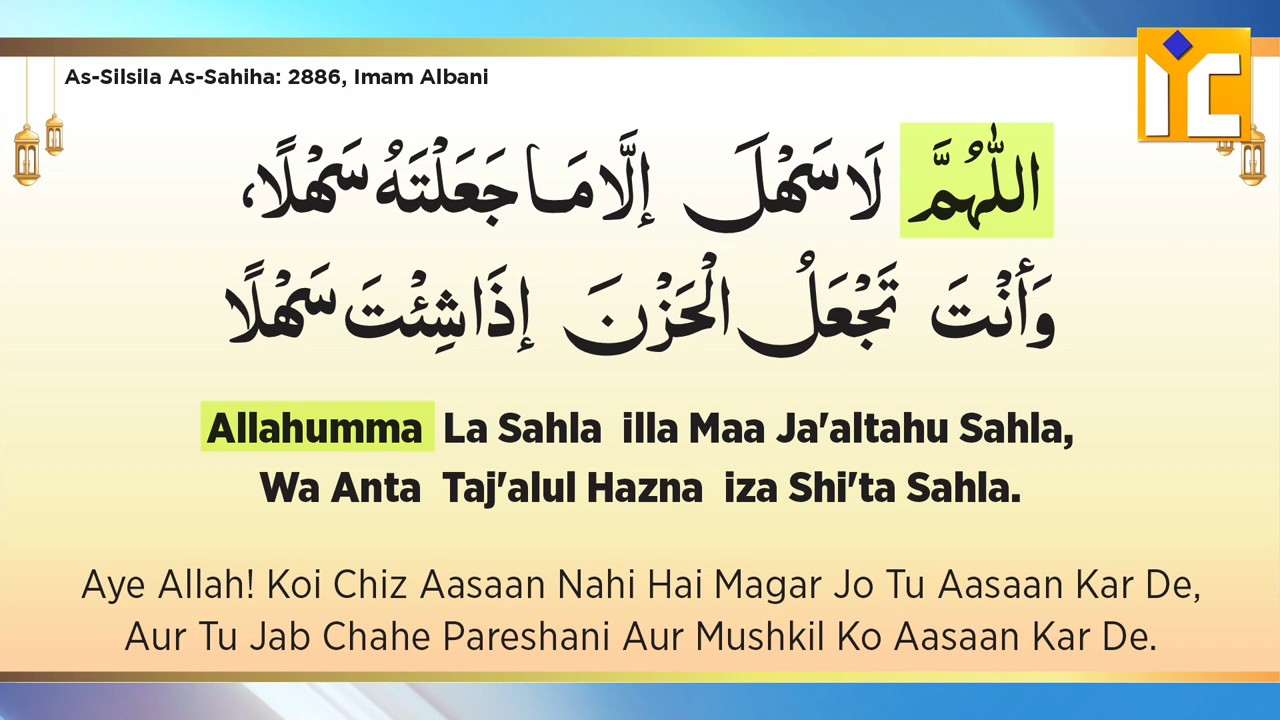 As-Silsila As-Sahiha: 2886, Imam Albani
YC
اللّٰهُمَّ لَا سَهْلَ إِلَّا مَا جَعَلْتَهُ سَهْلًا،
وَأَنْتَ تَجْعَلُ الْحَزْنَ إِذَا شِئْتَ سَهْلًا
Allahumma La Sahla illa Maa Ja'altahu Sahla,
Wa Anta Taj'alul Hazna iza Shi'ta Sahla.
Aye Allah! Koi Chiz Aasaan Nahi Hai Magar Jo Tu Aasaan Kar De,
Aur Tu Jab Chahe Pareshani Aur Mushkil Ko Aasaan Kar De.